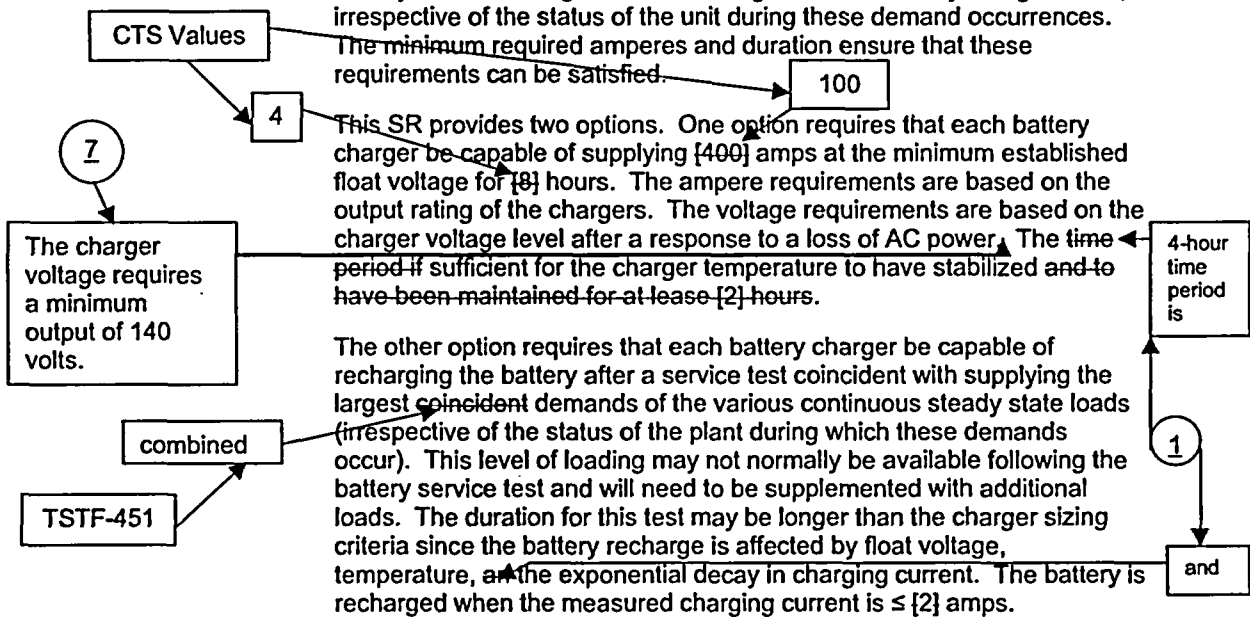 irrespective of the status of the unit during these demand occurrences.
The minimum required amperes and duration ensure that these
requirements can be satisfied.
CTS Values
100
4
This SR provides two options. One option requires that each battery
charger be capable of supplying [400] amps at the minimum established
float voltage for [8] hours. The ampere requirements are based on the
output rating of the chargers. The voltage requirements are based on the
charger voltage level after a response to a loss of AC power. The time
period if sufficient for the charger temperature to have stabilized and to
have been maintained for at lease [2] hours.
7
The charger
voltage requires
a minimum
output of 140
volts.
4-hour
time
period
is
The other option requires that each battery charger be capable of
recharging the battery after a service test coincident with supplying the
largest coincident demands of the various continuous steady state loads
(irrespective of the status of the plant during which these demands
occur). This level of loading may not normally be available following the
battery service test and will need to be supplemented with additional
loads. The duration for this test may be longer than the charger sizing
criteria since the battery recharge is affected by float voltage,
temperature, an the exponential decay in charging current. The battery is
recharged when the measured charging current is ≤ [2] amps.
combined
TSTF-451
1
and